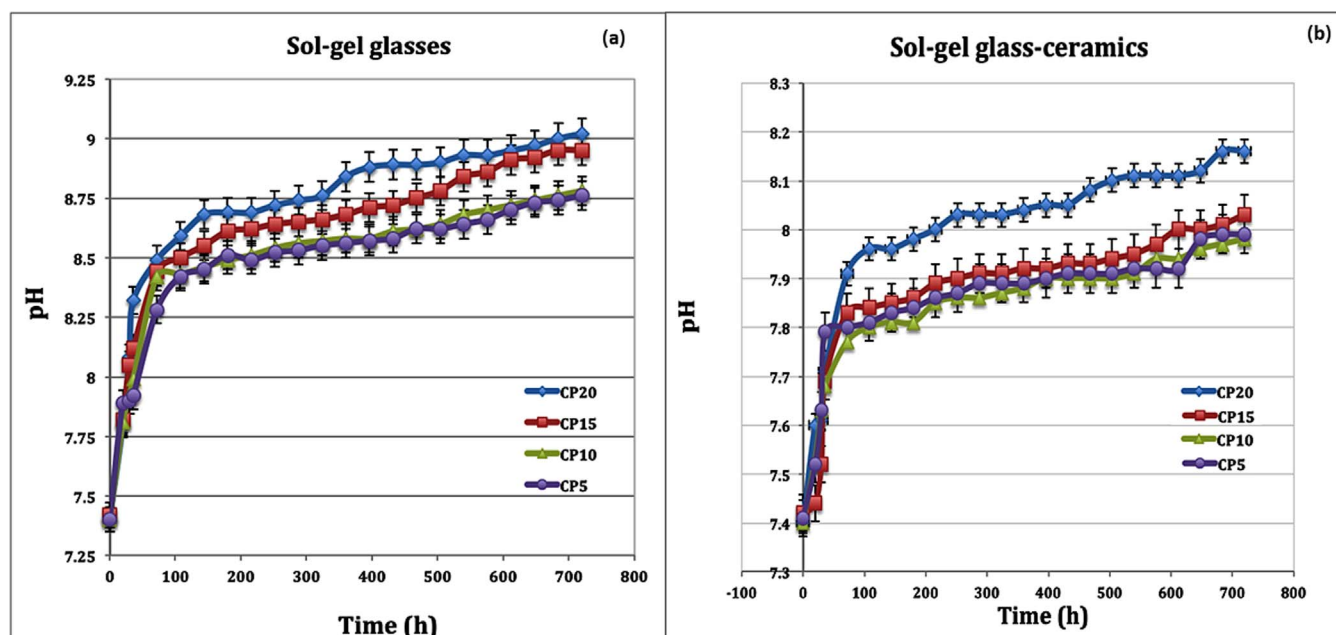 Sol-gel glasses
(a)
9.25
9
8.75
8.5
8.25
8
7.75
7.5
7.25
pH
0 100 200 300 400 500 600 700 800
Time (h)
CP20
CP15
CP10
CP5
Sol-gel glass-ceramics
(b)
8.3
8.2
8.1
8
7.9
7.8
7.7
7.6
7.5
7.4
7.3
pH
-100 0 100 200 300 400 500 600 700 800
Time (h)
CP20
CP15
CP10
CP5